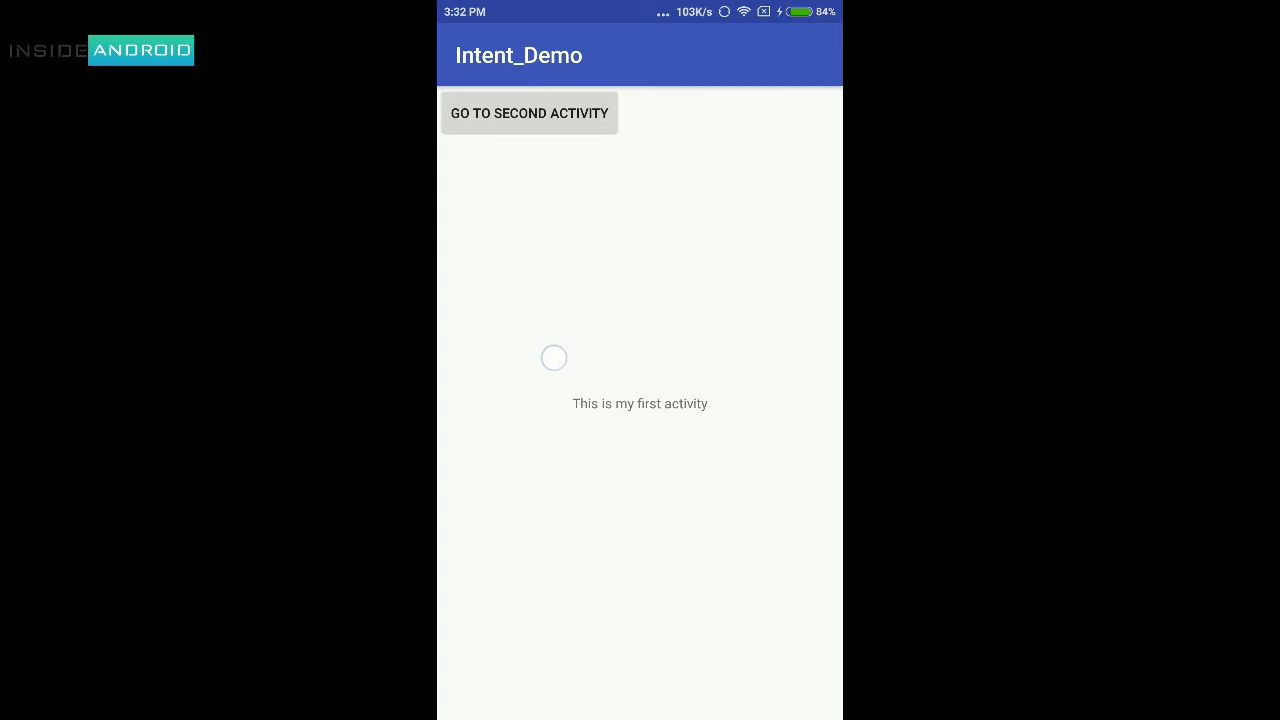 3:32 PM ... 103K/s 84%
INSIDE ANDROID
Intent_Demo
GO TO SECOND ACTIVITY
This is my first activity